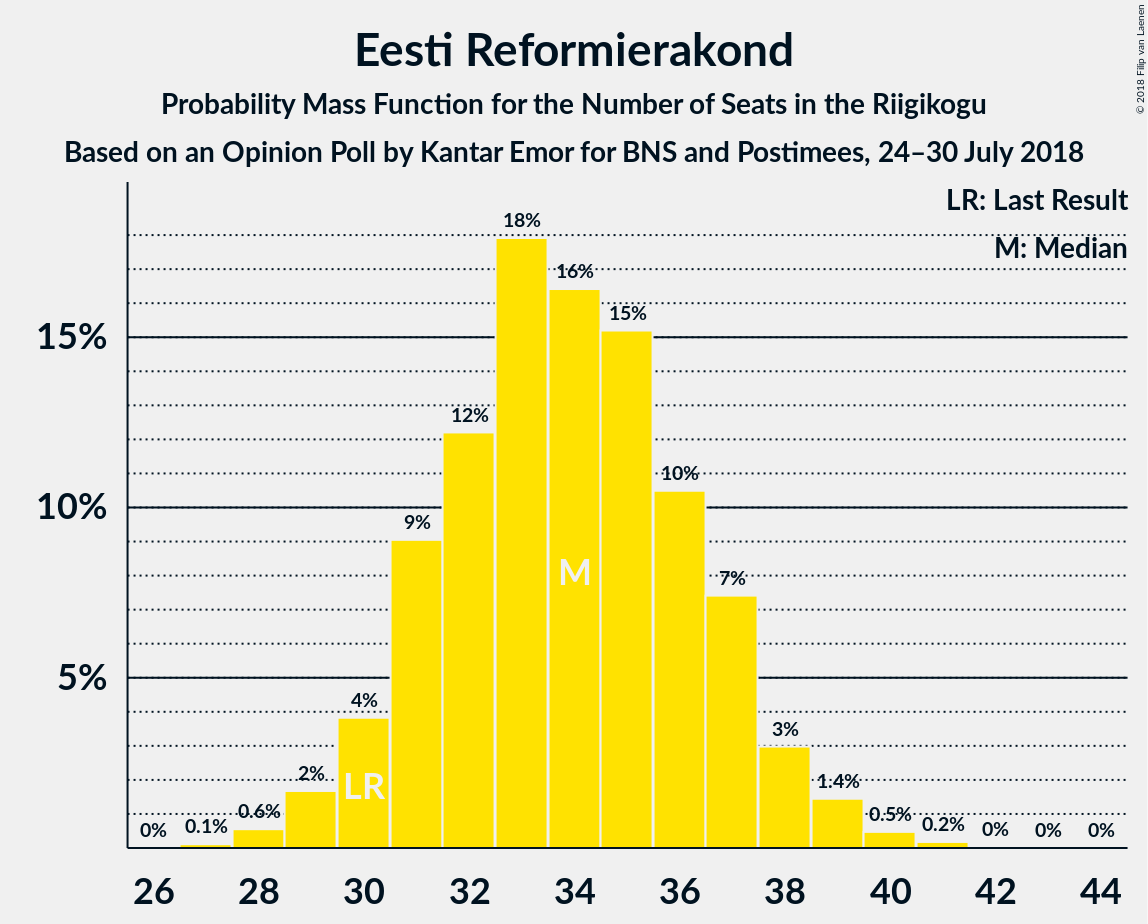 Eesti Reformierakond
Probability Mass Function for the Number of Seats in the Riigikogu
Based on an Opinion Poll by Kantar Emor for BNS and Postimees, 24–30 July 2018
© 2018 Filip van Laenen
LR: Last Result
M: Median
15%
10%
5%
0%
0.1%
0.6%
2%
4%
9%
12%
18%
16%
15%
10%
7%
3%
1.4%
0.5%
0.2%
0%
0%
0%
LR
M
26 28 30 32 34 36 38 40 42 44